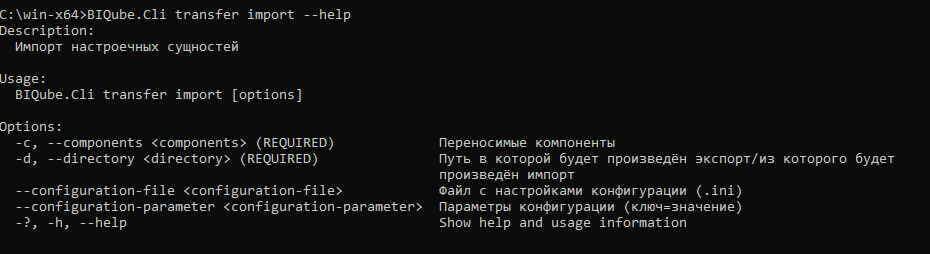 C:\win-x64>BIQube.Cli transfer import --help
Description:
Импорт настроечных сущностей
Usage:
BIQube.Cli transfer import [options]
Options:
-c, --components <components> (REQUIRED) Переносимые компоненты
-d, --directory <directory> (REQUIRED) Путь в которой будет произведён экспорт/из которого будет
произведён импорт
--configuration-file <configuration-file> Файл с настройками конфигурации (.ini)
--configuration-parameter <configuration-parameter> Параметры конфигурации (ключ=значение)
-?, -h, --help Show help and usage information